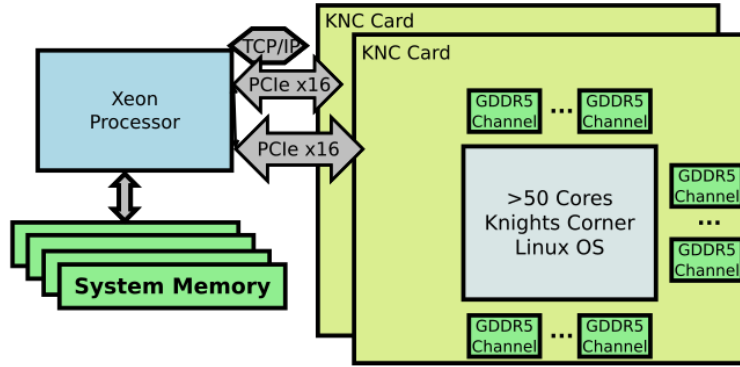 KNC Card
TCP/IP
KNC Card
PCIe x16
Xeon
Processor
GDDR5
Channel
...
GDDR5
Channel
PCIe x16
>50 Cores
Knights Corner
Linux OS
GDDR5
Channel
...
GDDR5
Channel
System Memory
GDDR5
Channel
...
GDDR5
Channel